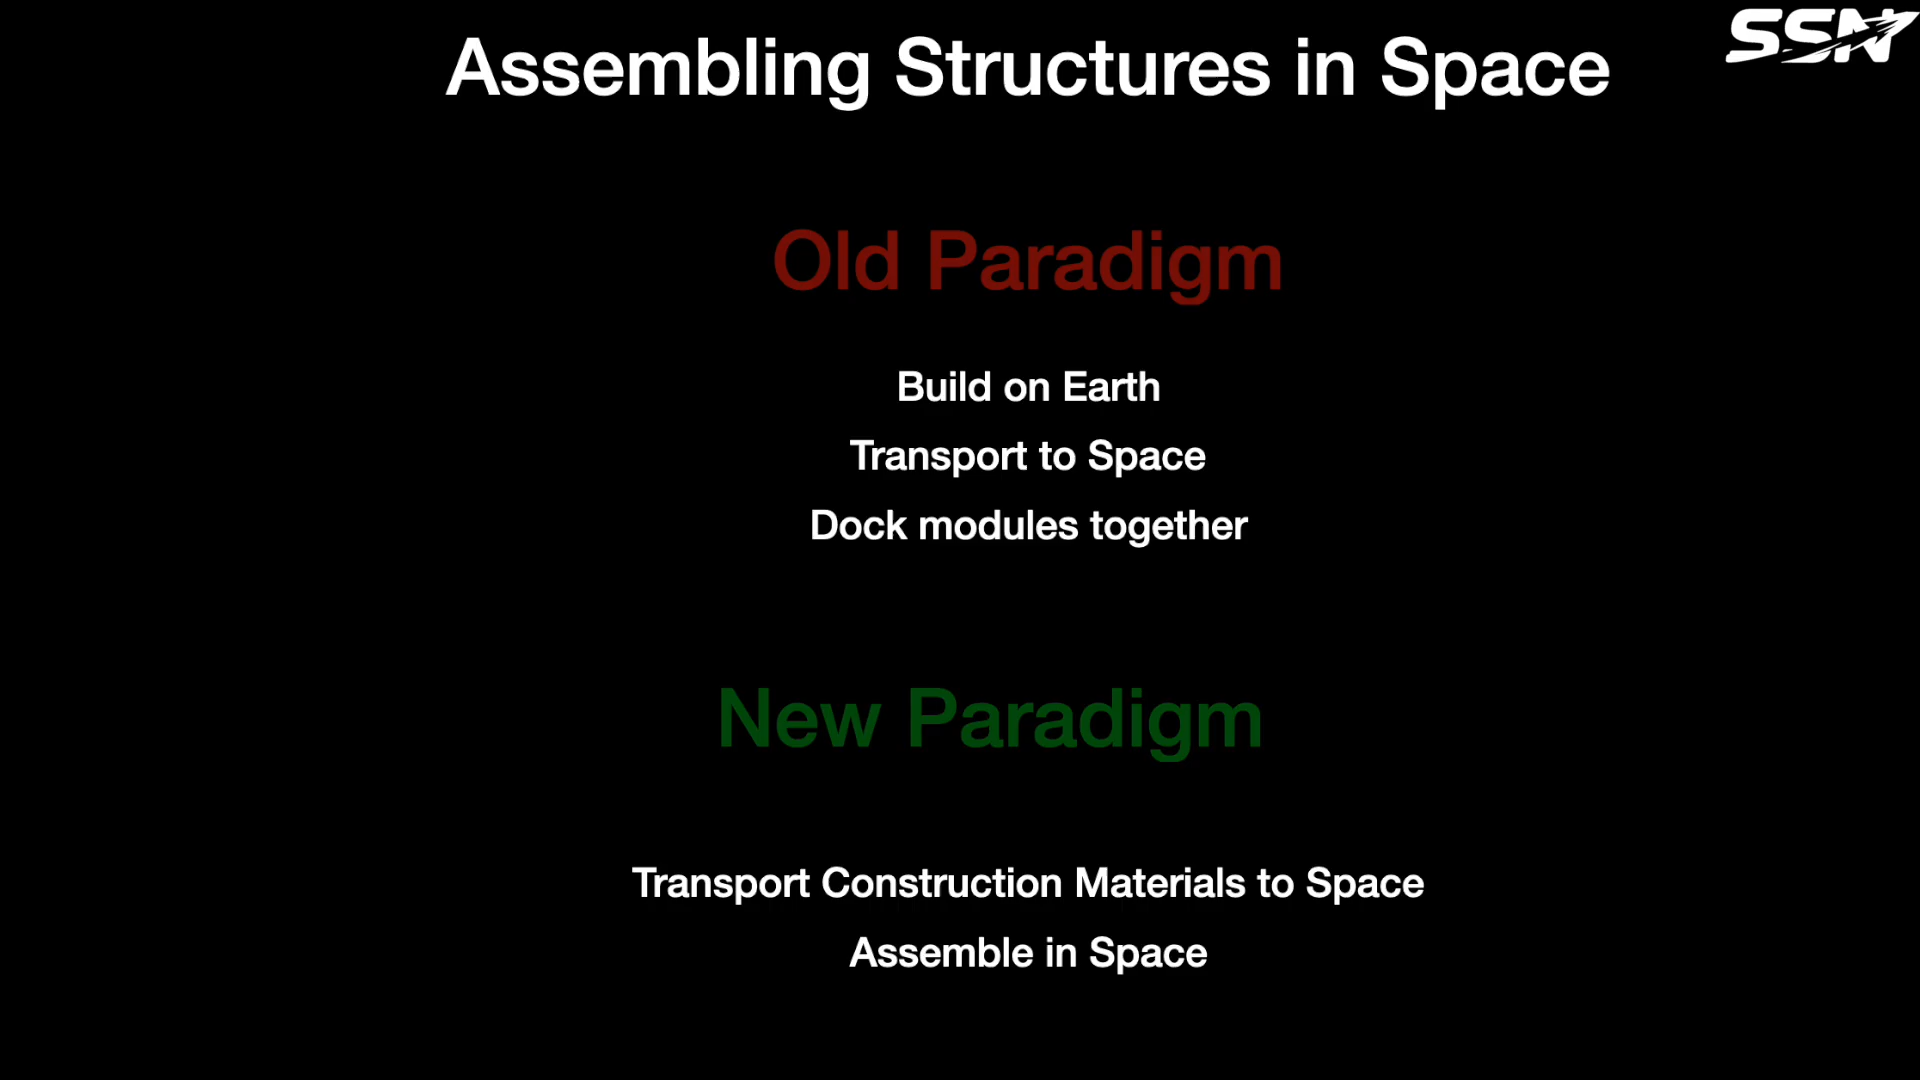 SSN
Assembling Structures in Space
Old Paradigm
Build on Earth
Transport to Space
Dock modules together
New Paradigm
Transport Construction Materials to Space
Assemble in Space